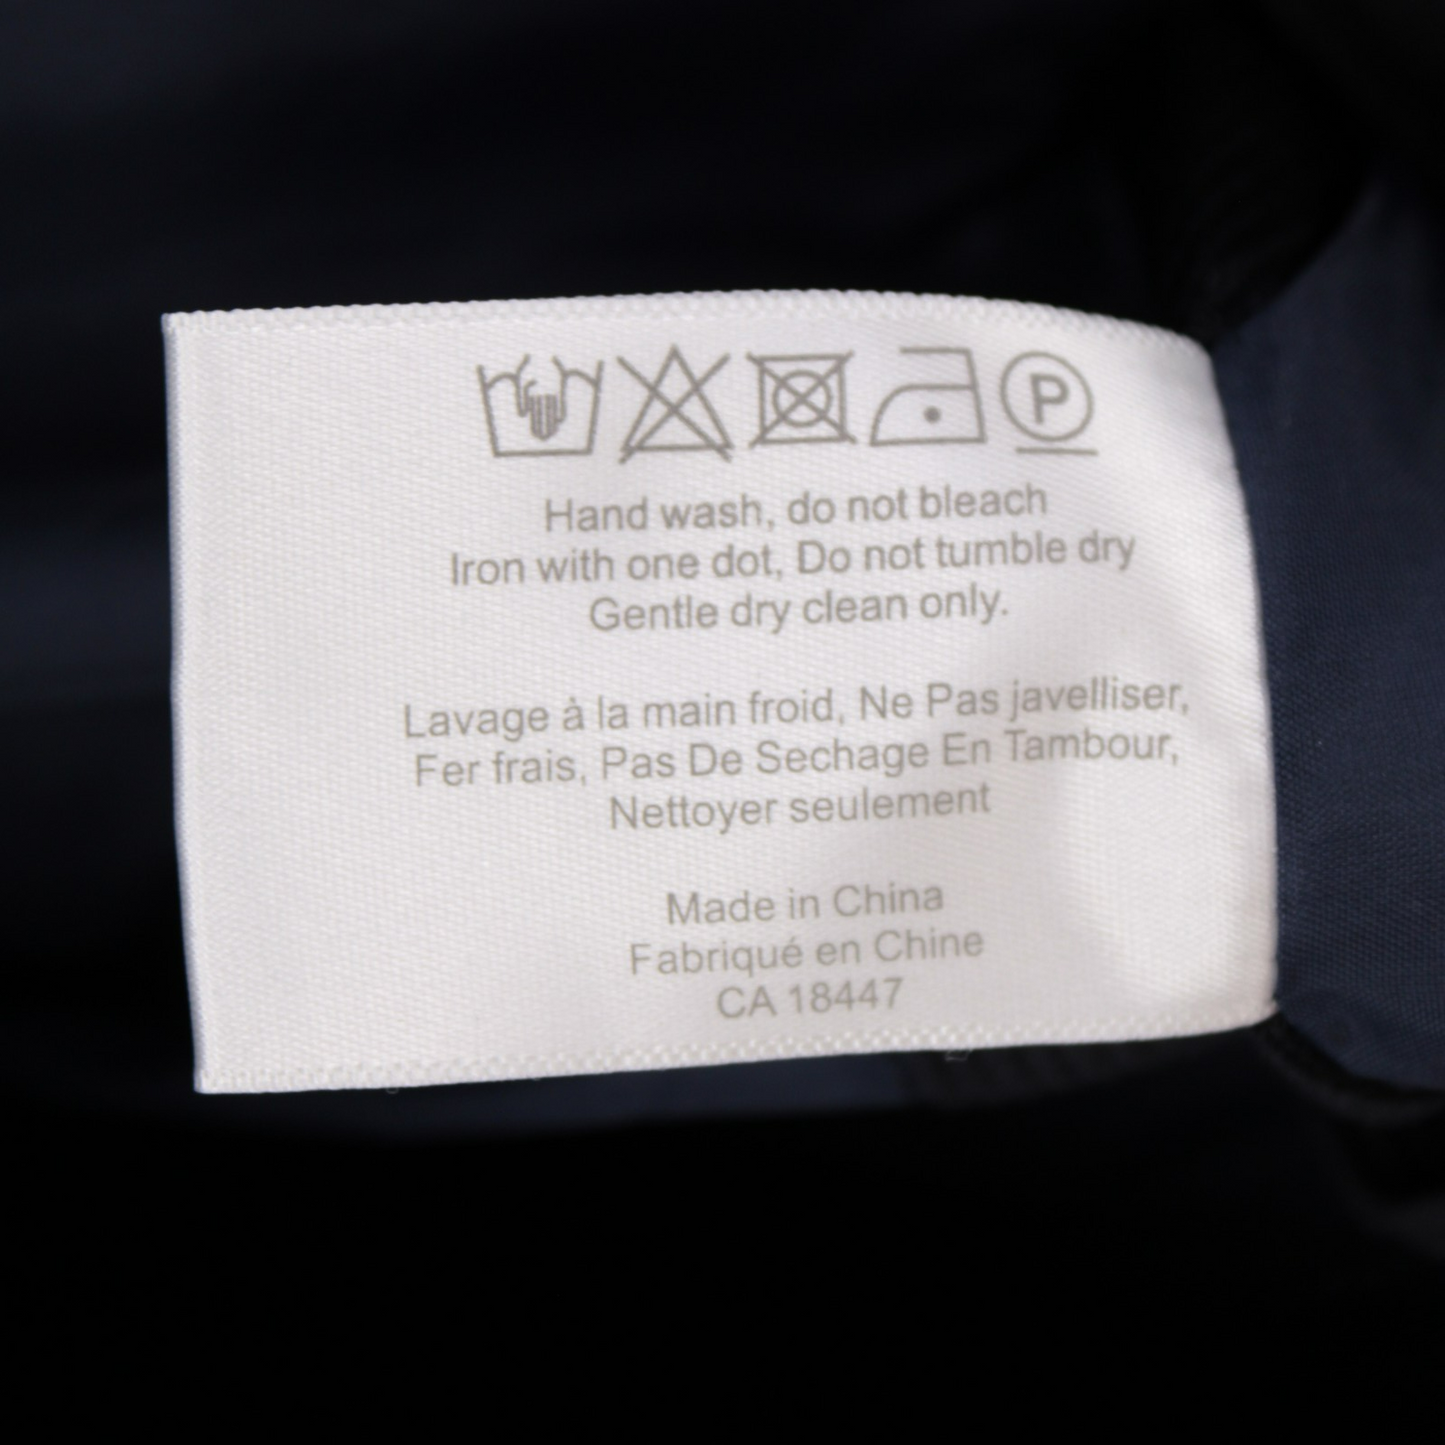 P
Hand wash, do not bleach
Iron with one dot, Do not tumble dry
Gentle dry clean only.
Lavage à la main froid, Ne Pas javelliser,
Fer frais, Pas De Sechage En Tambour,
Nettoyer seulement
Made in China
Fabriqué en Chine
CA 18447